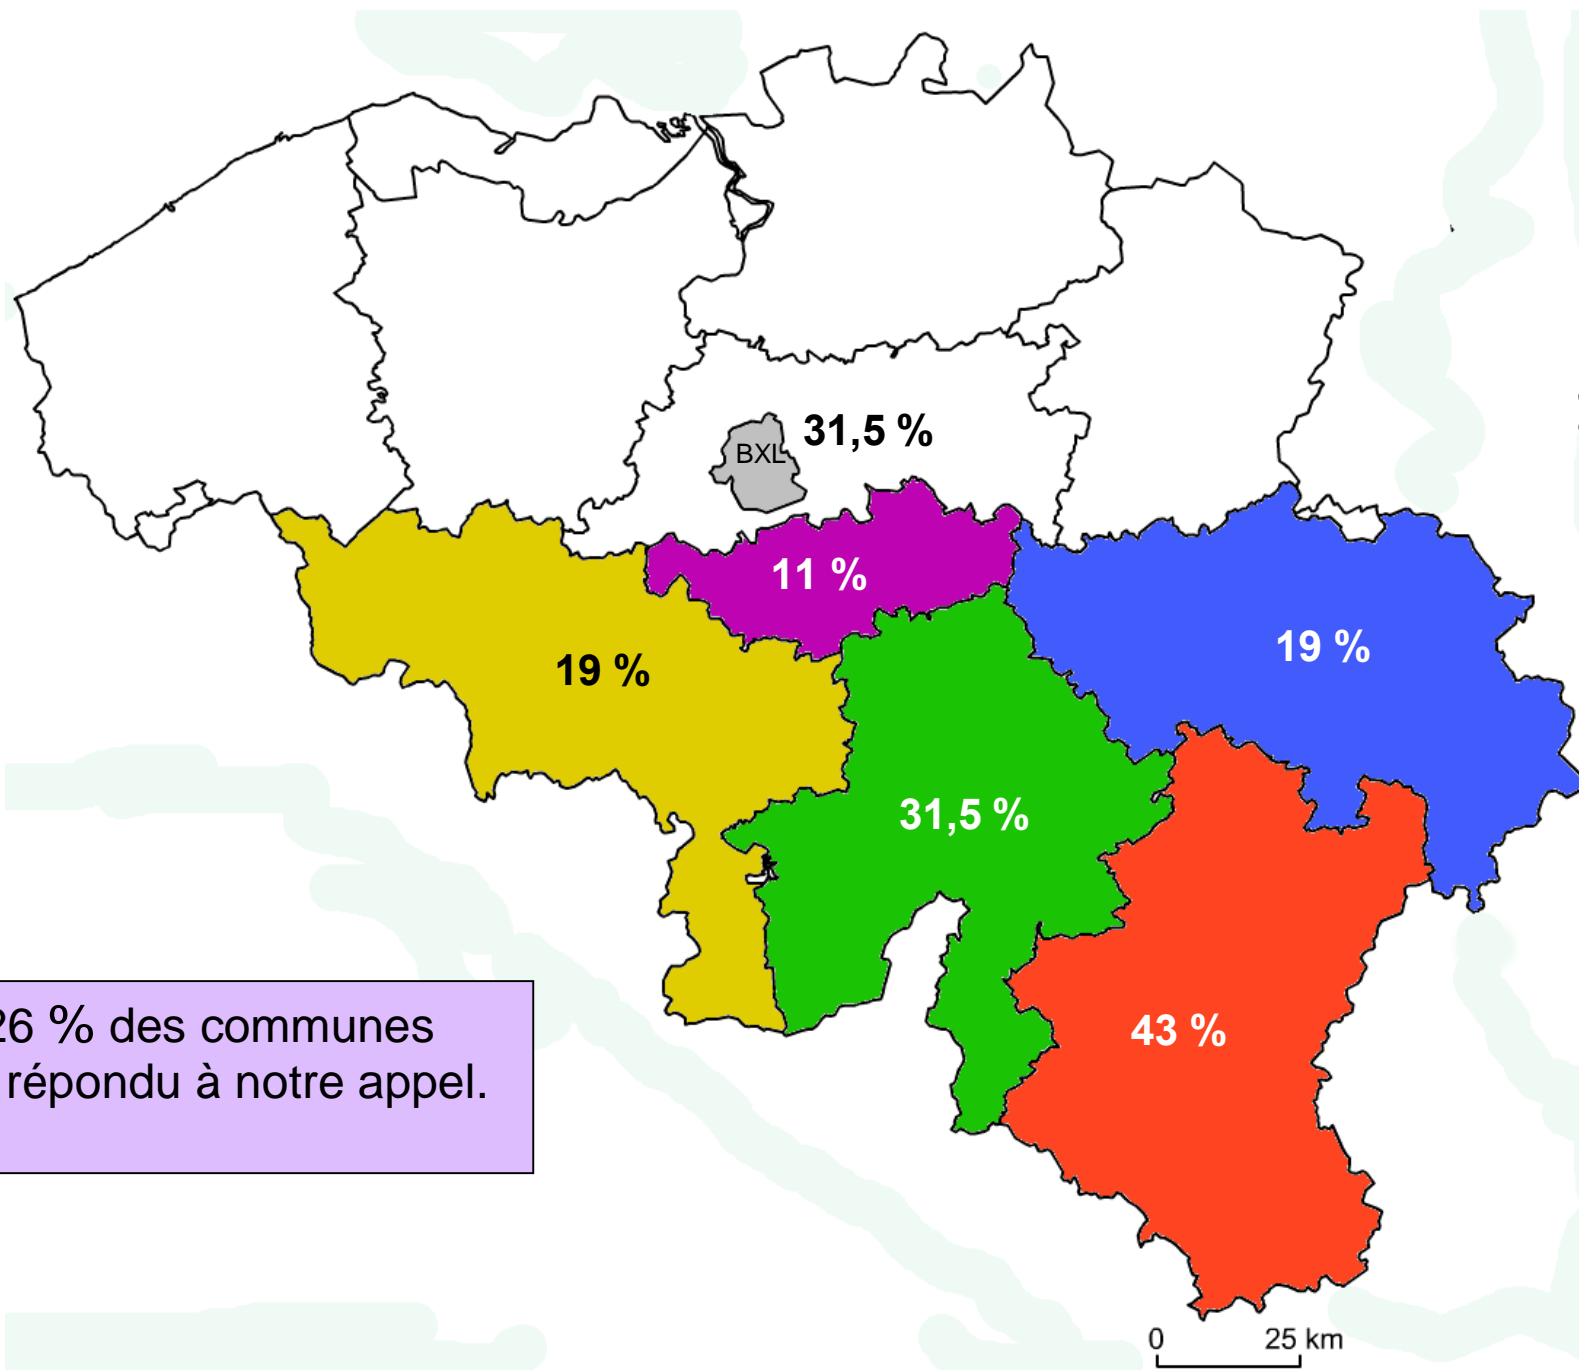 31,5 %
BXL
11 %
19 %
19 %
31,5 %
43 %
26 % des communes
répondu à notre appel.
0 25 km